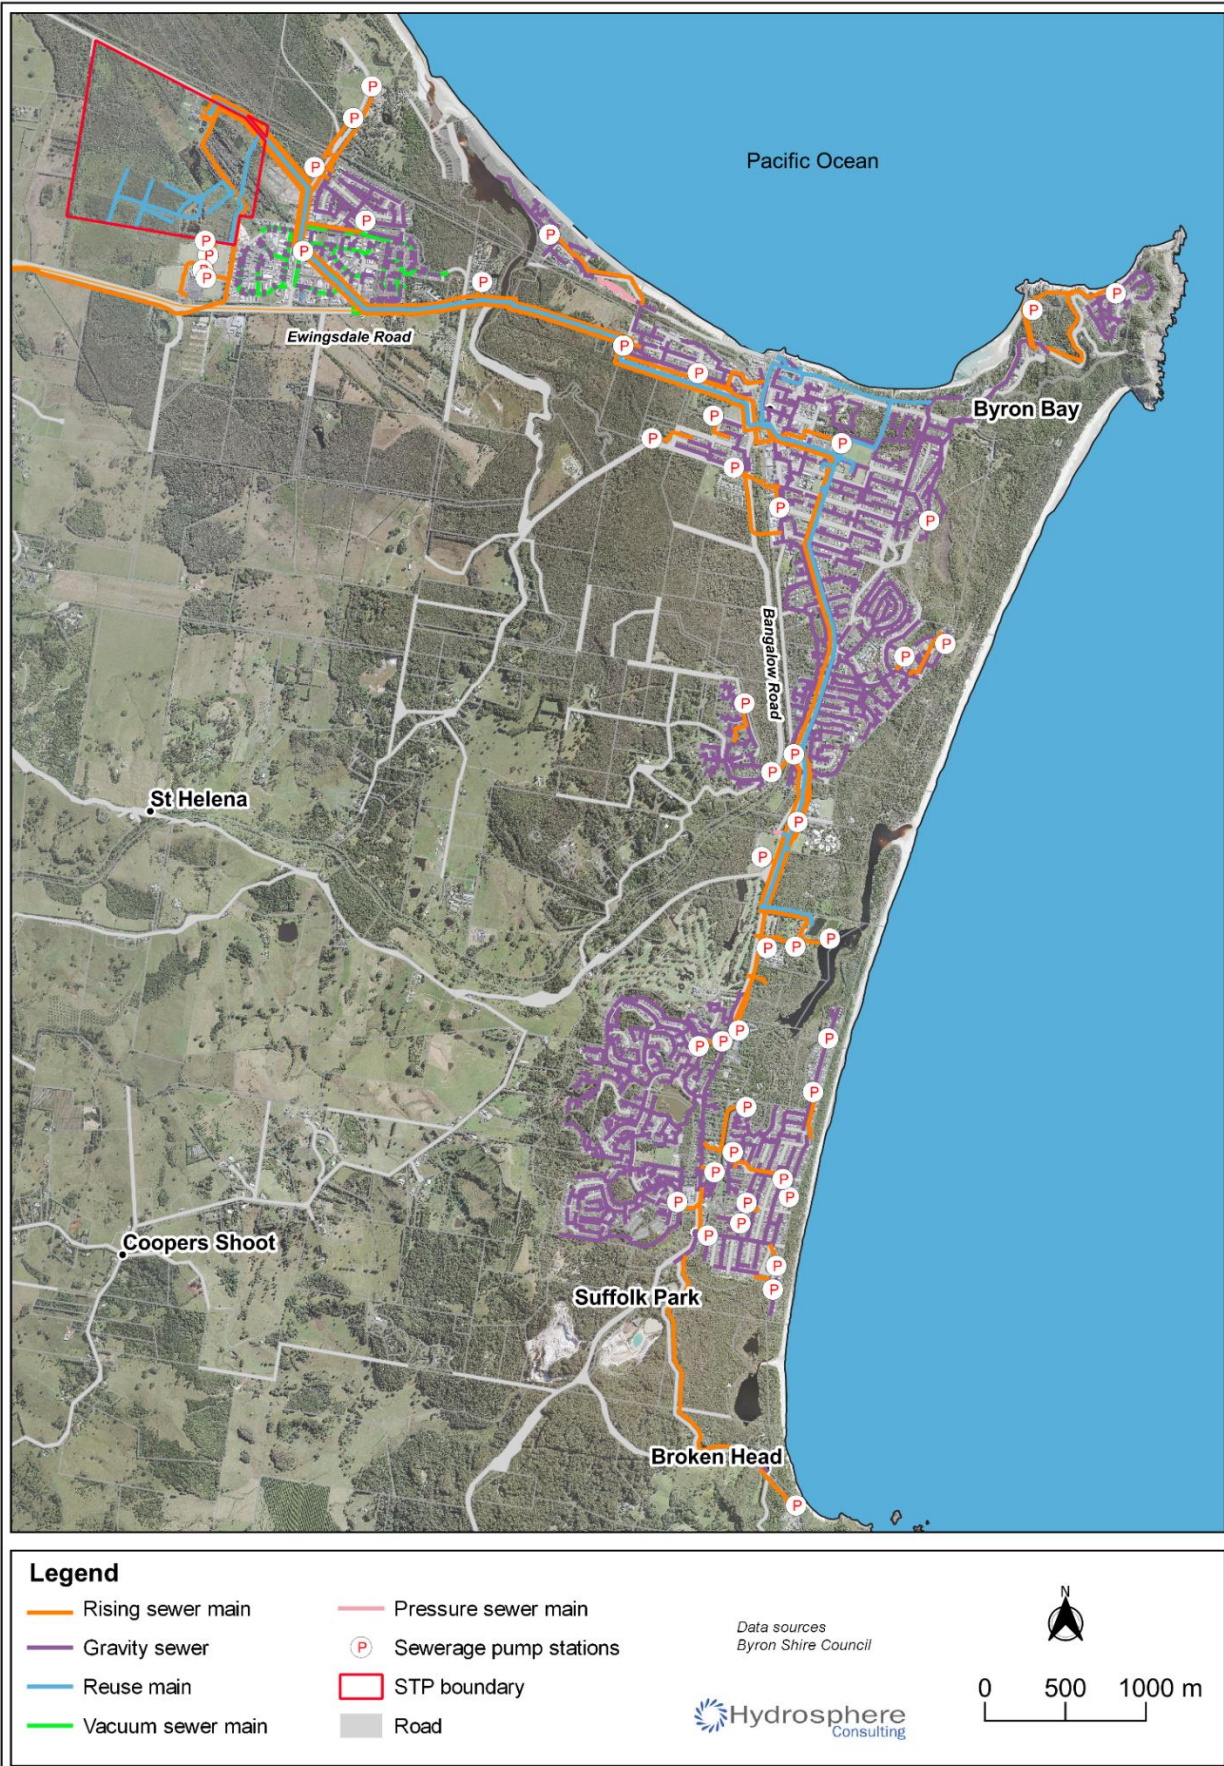 Pacific Ocean
Ewingsdale Road
Byron Bay
Bangalow Road
St Helena
Coopers Shoot
Suffolk Park
Broken Head
Legend
Rising sewer main
Gravity sewer
Reuse main
Vacuum sewer main
Pressure sewer main
P Sewerage pump stations
STP boundary
Road
Data sources
Byron Shire Council
Hydrosphere
Consulting
N
0 500 1000 m